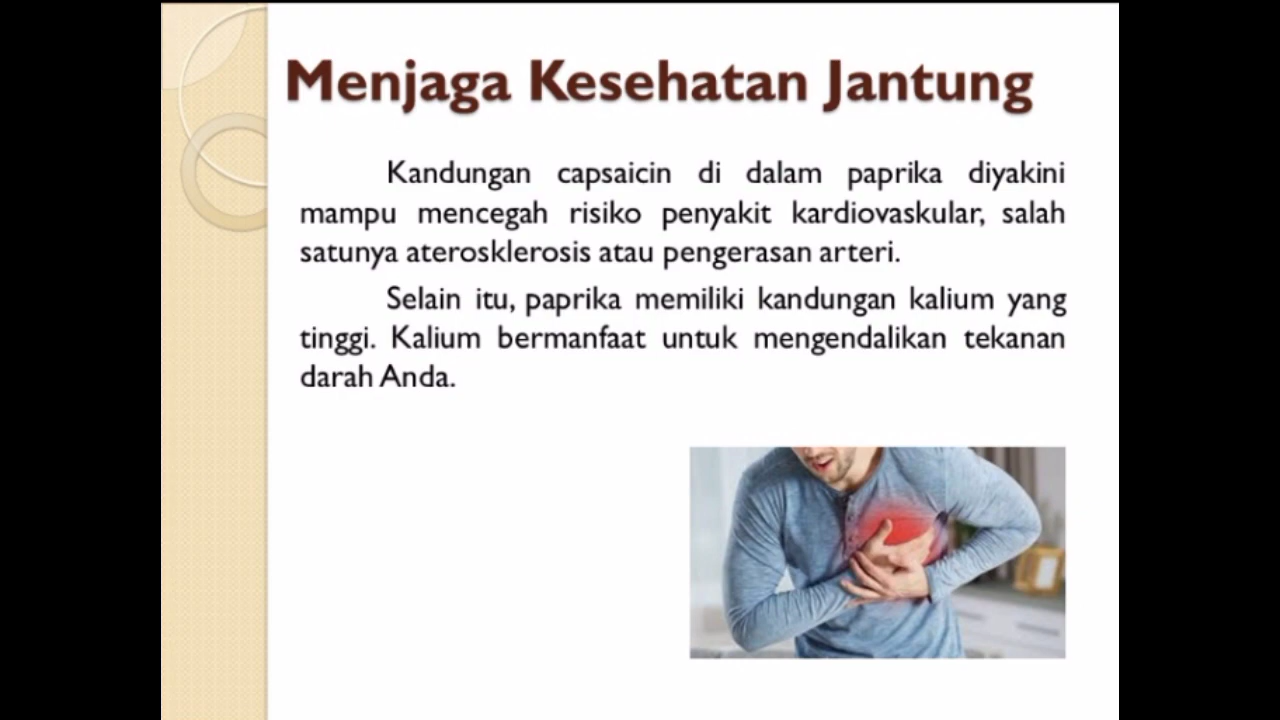 Menjaga Kesehatan Jantung
Kandungan capsaicin di dalam paprika diyakini
mampu mencegah risiko penyakit kardiovaskular, salah
satunya aterosklerosis atau pengerasan arteri.
Selain itu, paprika memiliki kandungan kalium yang
tinggi. Kalium bermanfaat untuk mengendalikan tekanan
darah Anda.